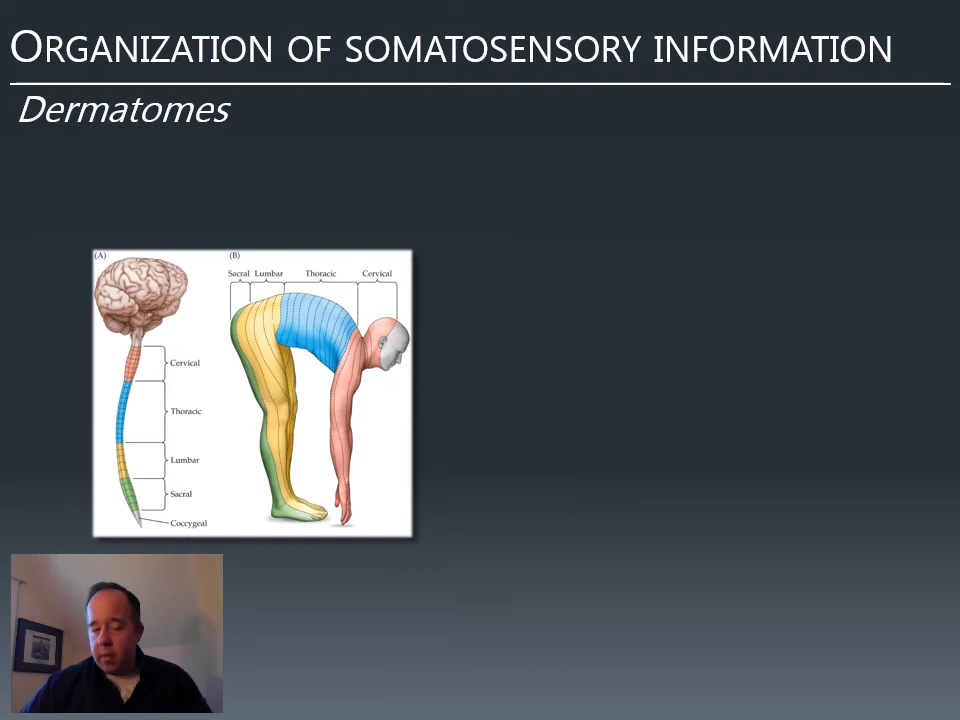 ORGANIZATION OF SOMATOSENSORY INFORMATION
Dermatomes
(A)
(B)
Sacral Lumbar Thoracic Cervical
Cervical
Thoracic
Lumbar
Sacral
Coccygeal